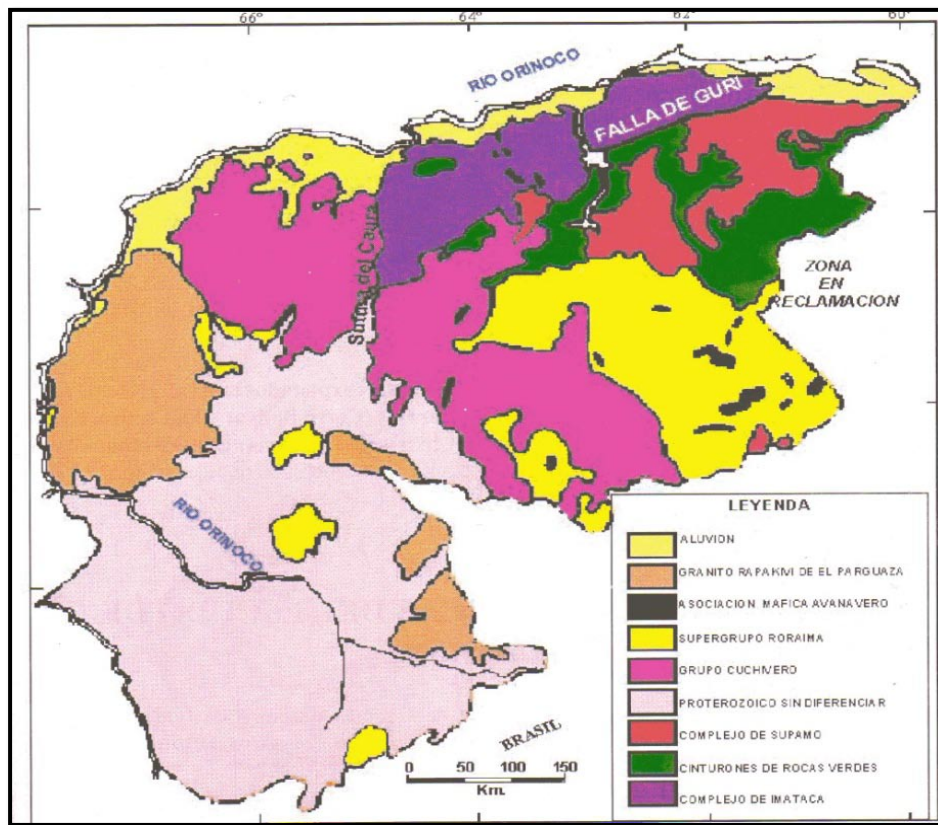 66° 64° 62° 60°
RIO ORINOCO
FALLA DE GURI
Sutura del Caura
ZONA
EN
RECLAMACION
RIO ORINOCO
BRASIL
0 50 100 150
Km.
LEYENDA
ALUVION
GRANITO RAPAKIVI DE EL PARGUAZA
ASOCIACION MAFICA AVANAVERO
SUPERGRUPO RORAIMA
GRUPO CUCHIVERO
PROTEROZOICO SIN DIFERENCIAR
COMPLEJO DE SUPAMO
CINTURONES DE ROCAS VERDES
COMPLEJO DE IMATACA